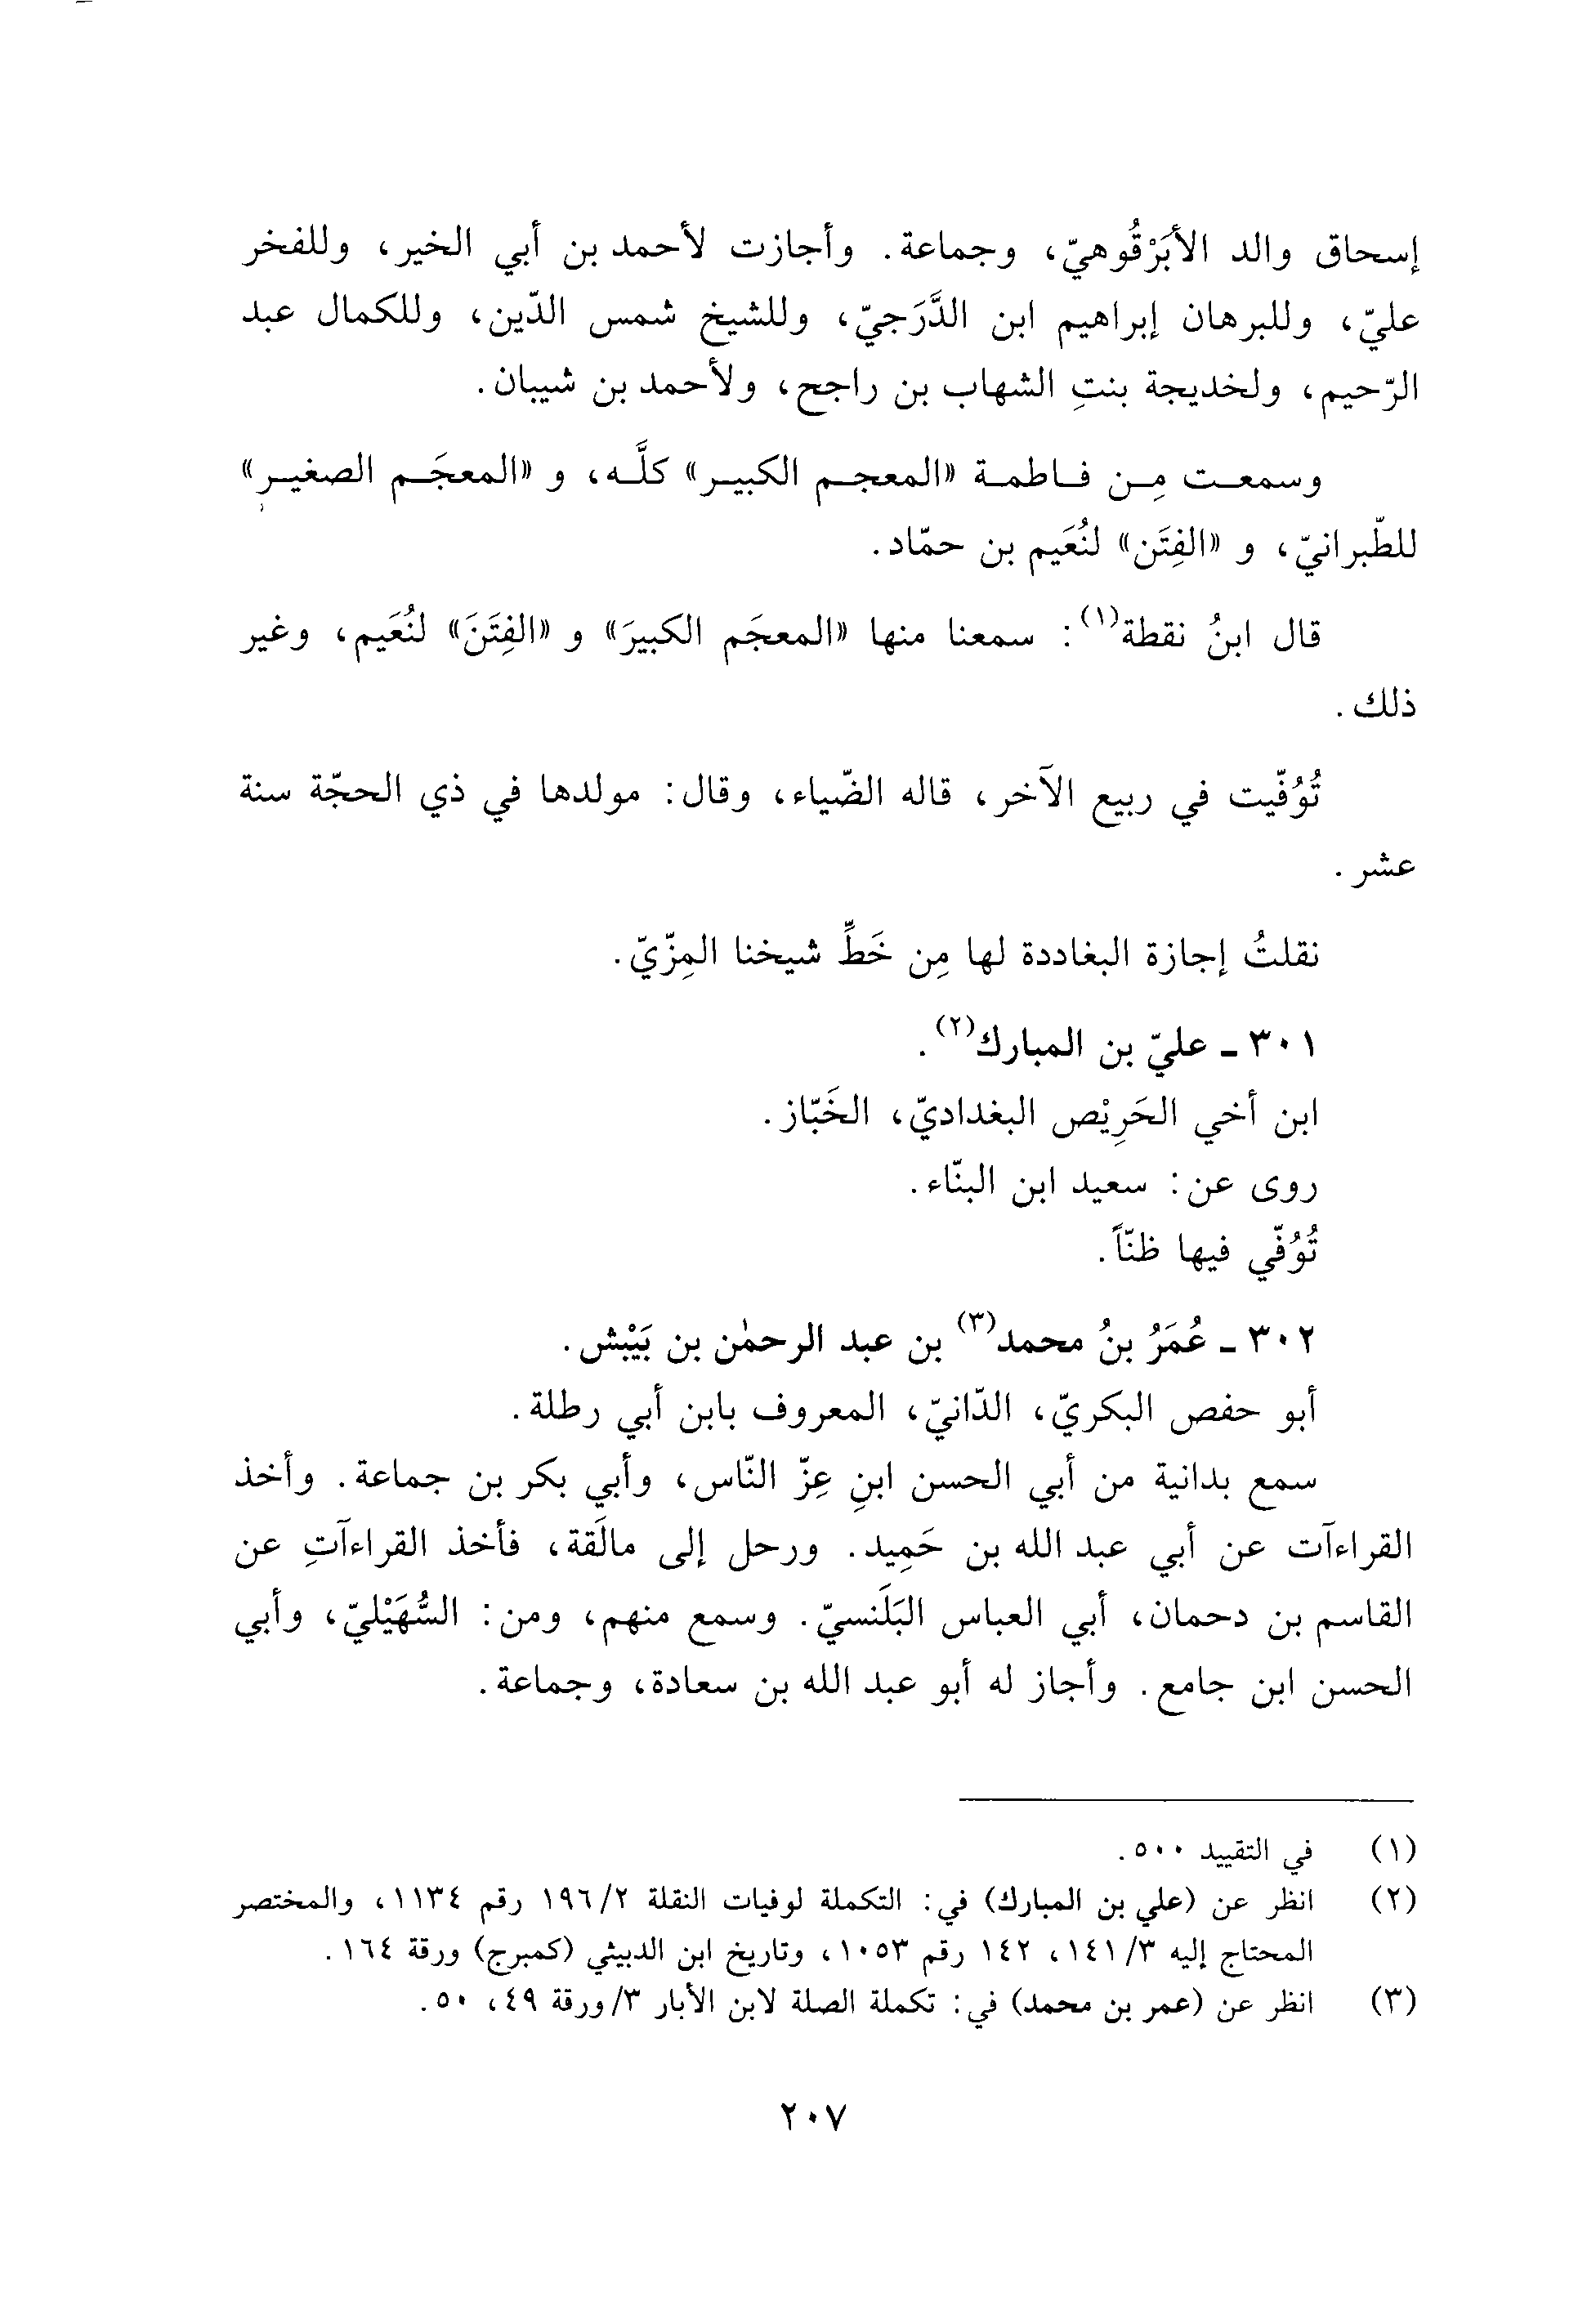 إسحاق والد الأبَرْقُوهيّ، وجماعة. وأجازت لأحمد بن أبي الخير، وللفخر
عليّ، وللبرهان إبراهيم ابن الدَّرَجيّ، وللشيخ شمس الدّين، وللكمال عبد
الرّحيم، ولخديجة بنتِ الشهاب بن راجح، ولأحمد بن شيبان.
وسمعت مِن فاطمة «المعجم الكبير» كلَّه، و «المعجَم الصغير»
للطّبرانيّ، و «الفِتَن» لنُعَيم بن حمّاد.
قال ابنُ نقطة(١): سمعنا منها «المعجَم الكبيرَ» و «الفِتَنَ» لنُعَيم، وغير
ذلك.
تُوُفّيت في ربيع الآخر، قاله الضّياء، وقال: مولدها في ذي الحجّة سنة
عشر.
نقلتُ إجازة البغاددة لها مِن خَطِّ شيخنا المِزّيّ.
٣٠١ ـ عليّ بن المبارك(٢).
ابن أخي الحَرِيْص البغداديّ، الخَبّاز.
روى عن: سعيد ابن البنّاء.
تُوُفّي فيها ظنّاً.
٣٠٢ ـ عُمَرُ بنُ محمد(٣) بن عبد الرحمٰن بن بَيْبش.
أبو حفص البكريّ، الدّانيّ، المعروف بابن أبي رطلة.
سمع بدانية من أبي الحسن ابنِ عِزّ النّاس، وأبي بكر بن جماعة. وأخذ
القراءآت عن أبي عبد الله بن حَمِيد. ورحل إلى مالَقة، فأخذ القراءآتِ عن
القاسم بن دحمان، أبي العباس البَلَنسيّ. وسمع منهم، ومن: السُّهَيْليّ، وأبي
الحسن ابن جامع. وأجاز له أبو عبد الله بن سعادة، وجماعة.
(١) في التقييد ٥٠٠.
(٢) انظر عن (علي بن المبارك) في: التكملة لوفيات النقلة ١٩٦/٢ رقم ١١٣٤، والمختصر
المحتاج إليه ١٤١/٣، ١٤٢ رقم ١٠٥٣، وتاريخ ابن الدبيثي (كمبرج) ورقة ١٦٤.
(٣) انظر عن (عمر بن محمد) في: تكملة الصلة لابن الأبار ٣/ورقة ٤٩، ٥٠.
٢٠٧